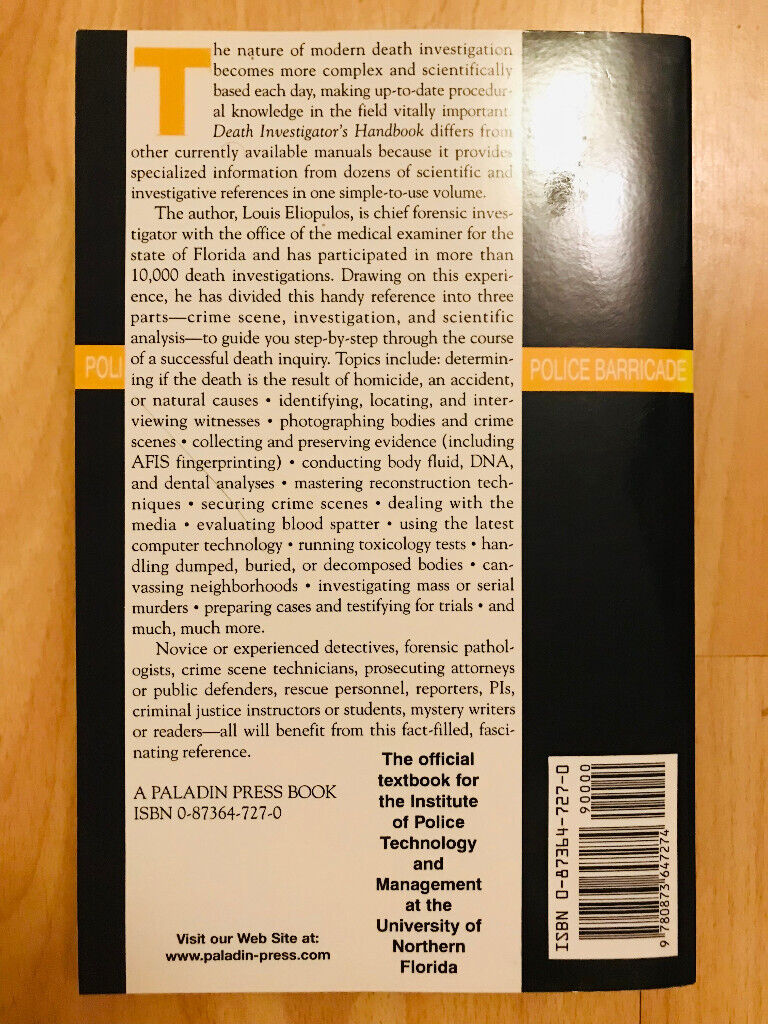 The nature of modern death investigation
becomes more complex and scientifically
based each day, making up-to-date procedur-
al knowledge in the field vitally important.
Death Investigator's Handbook differs from
other currently available manuals because it provides
specialized information from dozens of scientific and
investigative references in one simple-to-use volume.
The author, Louis Eliopulos, is chief forensic inves-
tigator with the office of the medical examiner for the
state of Florida and has participated in more than
10,000 death investigations. Drawing on this experi-
ence, he has divided this handy reference into three
parts—crime scene, investigation, and scientific
analysis—to guide you step-by-step through the course
of a successful death inquiry. Topics include: determin-
ing if the death is the result of homicide, an accident,
or natural causes • identifying, locating, and inter-
viewing witnesses • photographing bodies and crime
scenes • collecting and preserving evidence (including
AFIS fingerprinting) • conducting body fluid, DNA,
and dental analyses • mastering reconstruction tech-
niques • securing crime scenes • dealing with the
media • evaluating blood spatter • using the latest
computer technology • running toxicology tests • han-
dling dumped, buried, or decomposed bodies • can-
vassing neighborhoods • investigating mass or serial
murders • preparing cases and testifying for trials • and
much, much more.
Novice or experienced detectives, forensic pathol-
ogists, crime scene technicians, prosecuting attorneys
or public defenders, rescue personnel, reporters, PIs,
criminal justice instructors or students, mystery writers
or readers—all will benefit from this fact-filled, fasci-
nating reference.
POLI
POLICE BARRICADE
A PALADIN PRESS BOOK
ISBN 0-87364-727-0
The official
textbook for
the Institute
of Police
Technology
and
Management
at the
University of
Northern
Florida
Visit our Web Site at:
www.paladin-press.com
ISBN 0-87364-727-0
90000
9 780873 647274